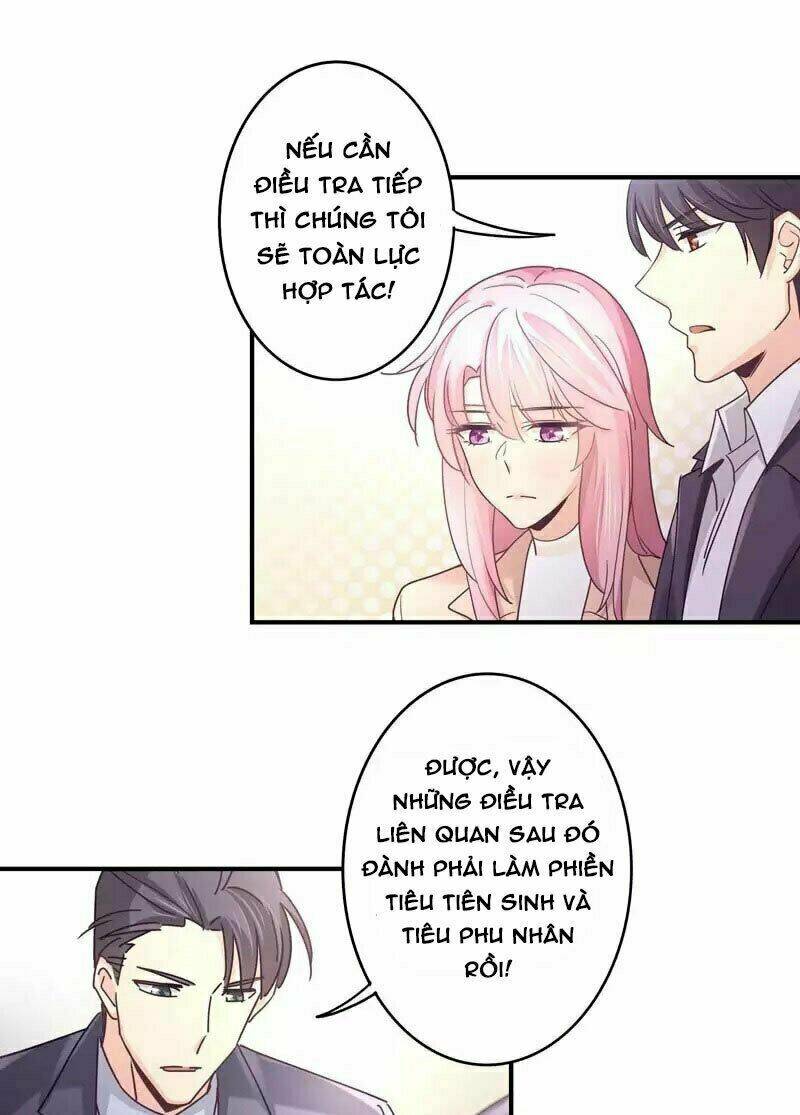 NẾU CẦN
ĐIỀU TRA TIẾP
THÌ CHÚNG TÔI
SẼ TOÀN LỰC
HỢP TÁC!
ĐƯỢC, VẬY
NHỮNG ĐIỀU TRA
LIÊN QUAN SAU ĐÓ
ĐÀNH PHẢI LÀM PHIỀN
TIÊU TIÊN SINH VÀ
TIÊU PHU NHÂN
RỒI!